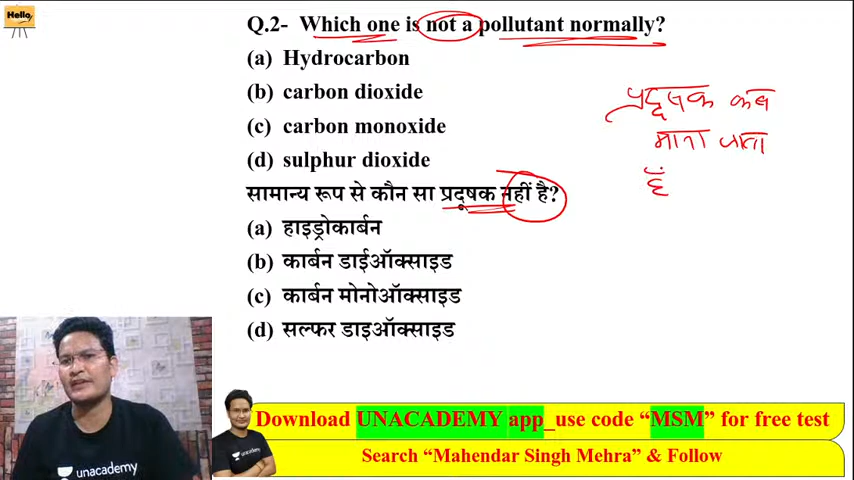 Hello,
Q.2- Which one is not a pollutant normally?
(a) Hydrocarbon
(b) carbon dioxide
(c) carbon monoxide
(d) sulphur dioxide
सामान्य रूप से कौन सा प्रदूषक नहीं है?
(a) हाइड्रोकार्बन
(b) कार्बन डाईऑक्साइड
(c) कार्बन मोनोऑक्साइड
(d) सल्फर डाइऑक्साइड
प्रदूषक कब
माना जाता
हैं
unacademy
Download UNACADEMY app_use code “MSM” for free test
Search “Mahendar Singh Mehra” & Follow